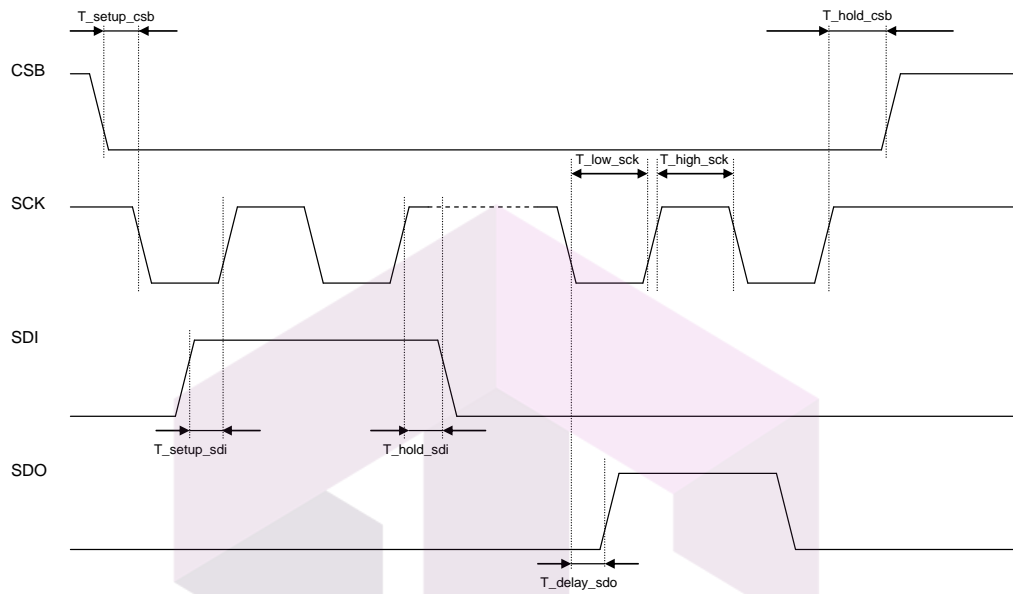 T_setup_csb
T_hold_csb
CSB
T_low_sck
T_high_sck
SCK
SDI
T_setup_sdi
T_hold_sdi
SDO
T_delay_sdo